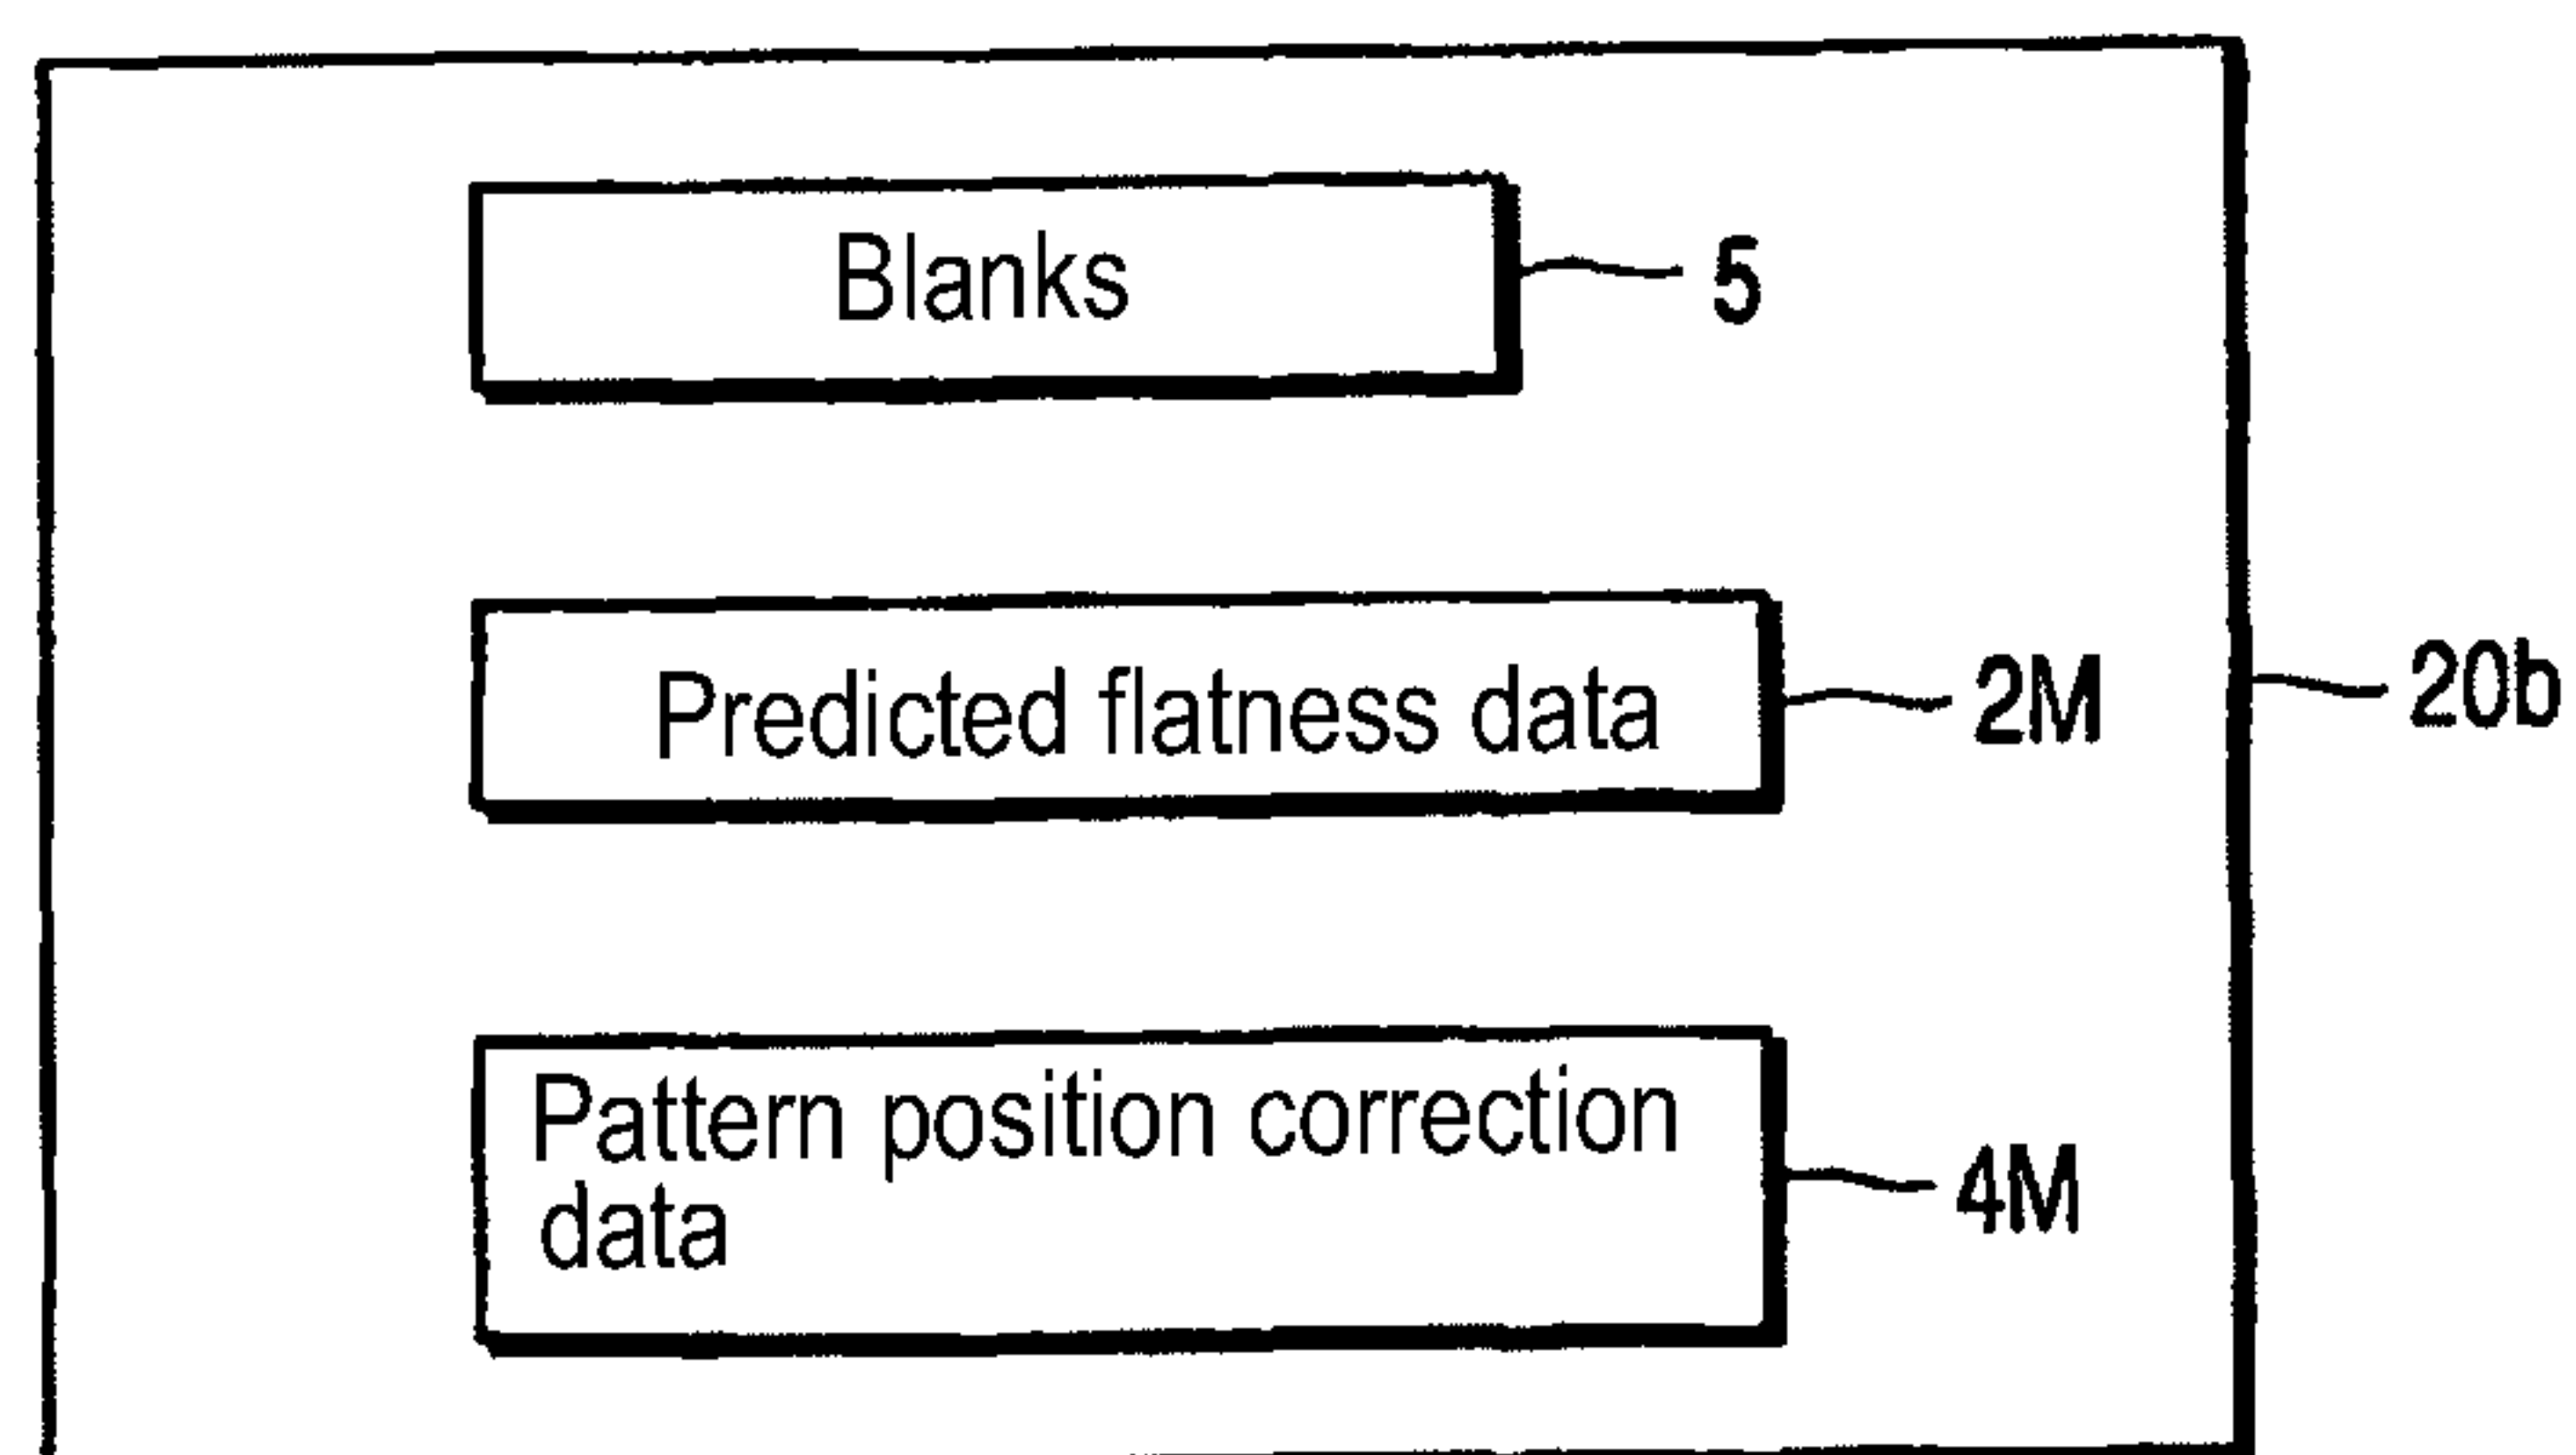 Blanks
5
Predicted flatness data
2M
20b
Pattern position correction
data
4M